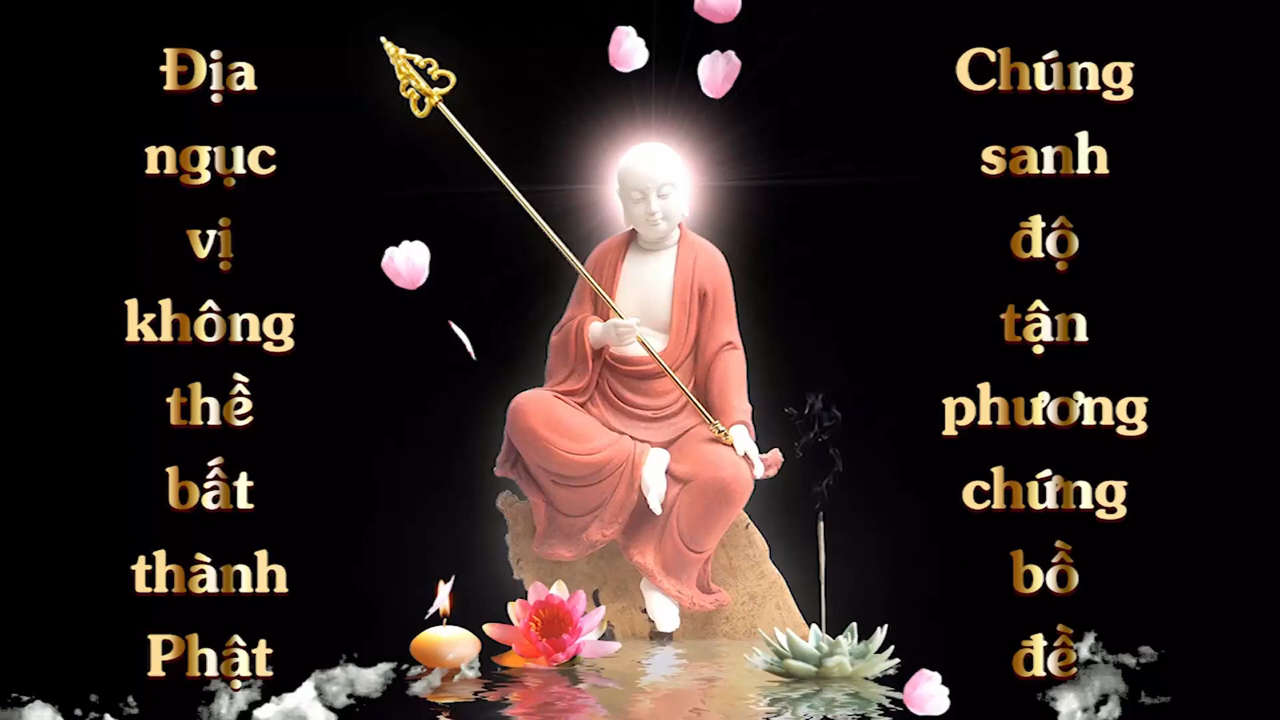 Địa
ngục
vị
không
thề
bất
thành
Phật
Chúng
sanh
độ
tận
phương
chứng
bồ
đề